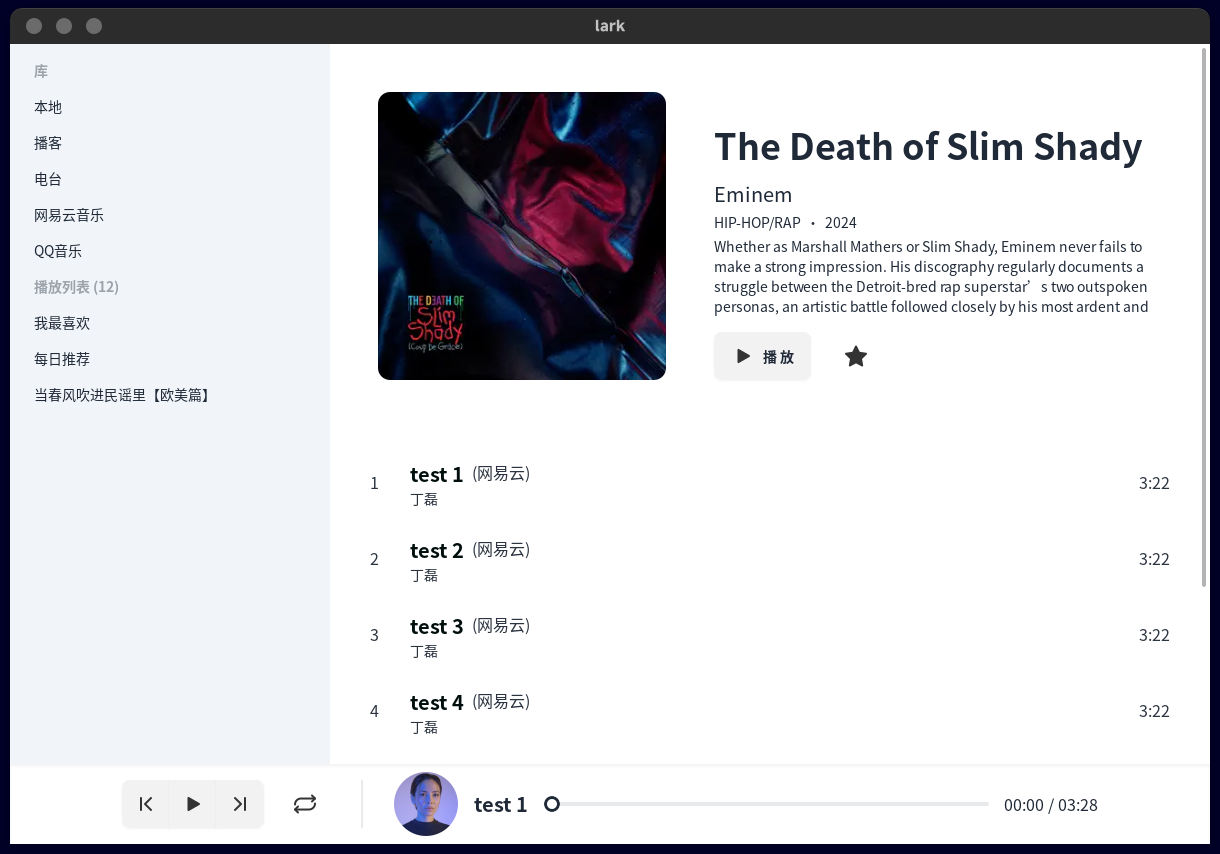 lark
库
本地
播客
电台
网易云音乐
QQ音乐
播放列表 (12)
我最喜欢
每日推荐
当春风吹进民谣里【欧美篇】
THE DEATH OF
Slim
Shady
(Coup De Grâce)
The Death of Slim Shady
Eminem
HIP-HOP/RAP • 2024
Whether as Marshall Mathers or Slim Shady, Eminem never fails to
make a strong impression. His discography regularly documents a
struggle between the Detroit-bred rap superstar’s two outspoken
personas, an artistic battle followed closely by his most ardent and
播放
1 test 1 (网易云) 3:22
丁磊
2 test 2 (网易云) 3:22
丁磊
3 test 3 (网易云) 3:22
丁磊
4 test 4 (网易云) 3:22
丁磊
test 1 00:00 / 03:28